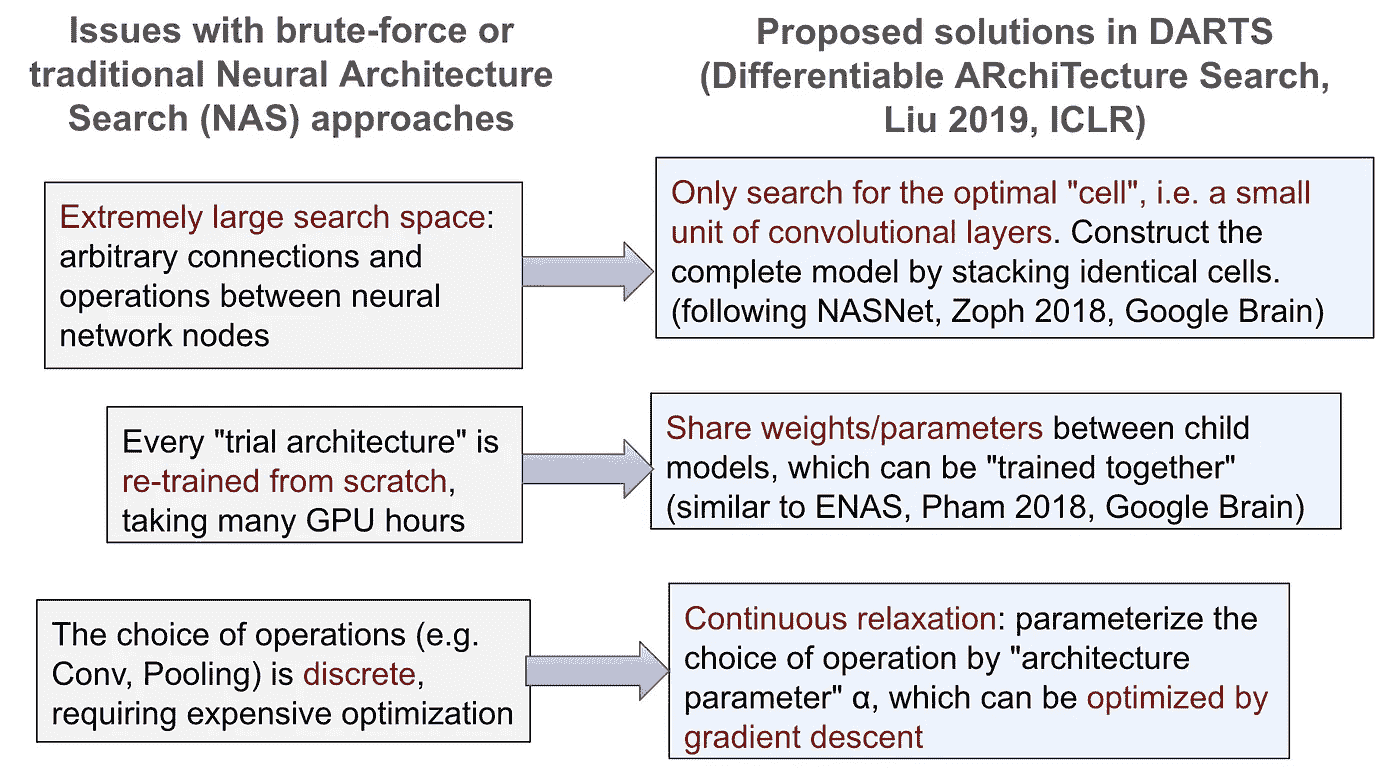 Issues with brute-force or
traditional Neural Architecture
Search (NAS) approaches
Proposed solutions in DARTS
(Differentiable ARchiTecture Search,
Liu 2019, ICLR)
Extremely large search space:
arbitrary connections and
operations between neural
network nodes
Only search for the optimal "cell", i.e. a small
unit of convolutional layers. Construct the
complete model by stacking identical cells.
(following NASNet, Zoph 2018, Google Brain)
Every "trial architecture" is
re-trained from scratch,
taking many GPU hours
Share weights/parameters between child
models, which can be "trained together"
(similar to ENAS, Pham 2018, Google Brain)
The choice of operations (e.g.
Conv, Pooling) is discrete,
requiring expensive optimization
Continuous relaxation: parameterize the
choice of operation by "architecture
parameter" α, which can be optimized by
gradient descent